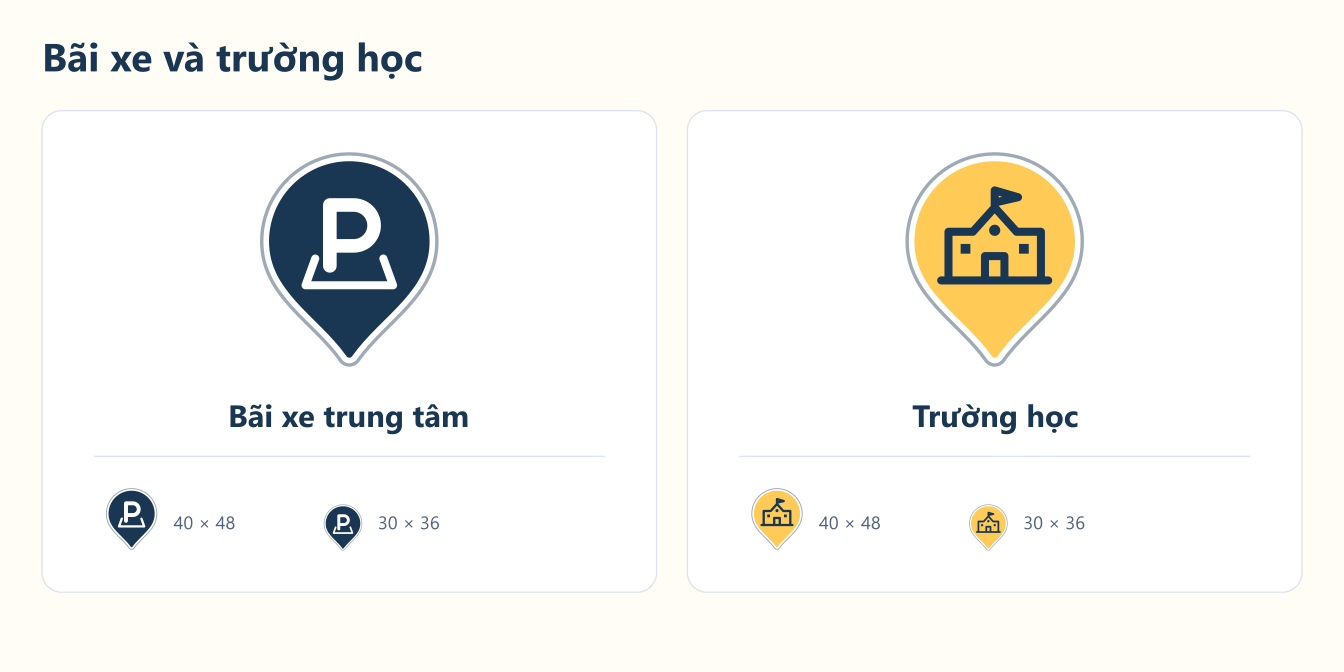 Bãi xe và trường học
P
Bãi xe trung tâm
P
40 × 48
P
30 × 36
Trường học
40 × 48
30 × 36